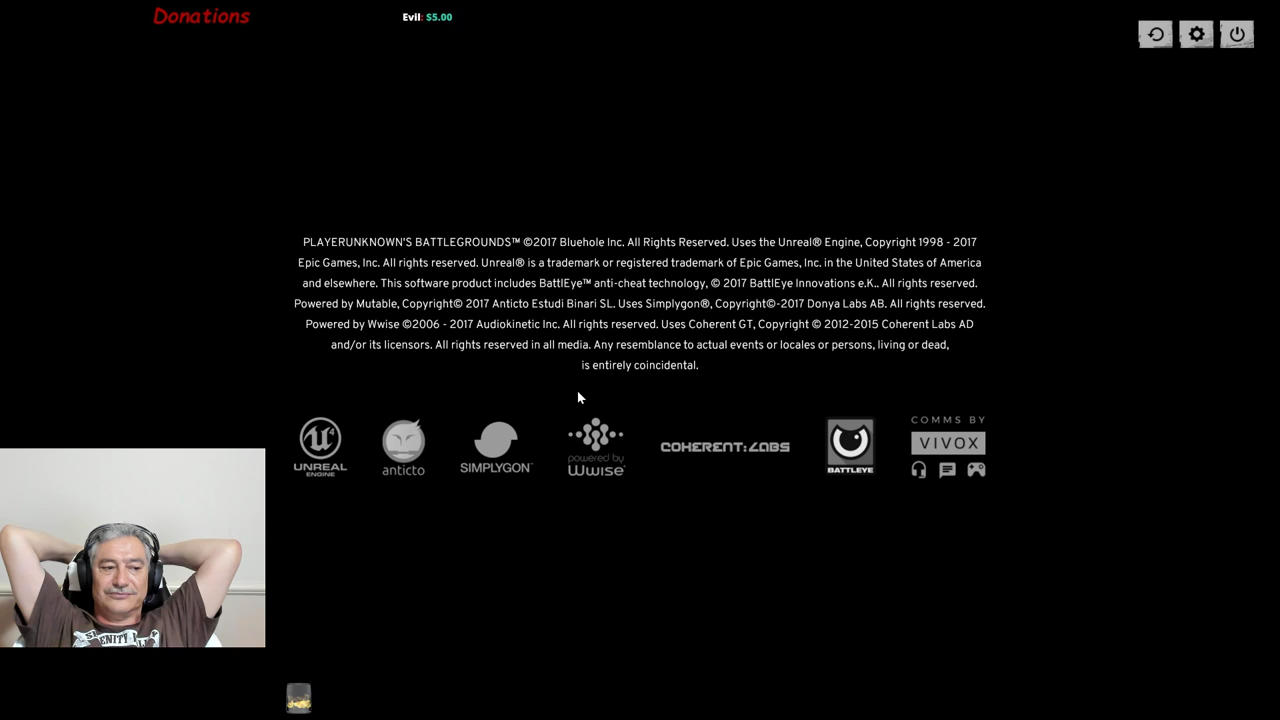 Donations
Evil: $5.00
PLAYERUNKNOWN'S BATTLEGROUNDS™ ©2017 Bluehole Inc. All Rights Reserved. Uses the Unreal® Engine, Copyright 1998 - 2017
Epic Games, Inc. All rights reserved. Unreal® is a trademark or registered trademark of Epic Games, Inc. in the United States of America
and elsewhere. This software product includes BattlEye™ anti-cheat technology, © 2017 BattlEye Innovations e.K.. All rights reserved.
Powered by Mutable, Copyright© 2017 Anticto Estudi Binari SL. Uses Simplygon®, Copyright©-2017 Donya Labs AB. All rights reserved.
Powered by Wwise ©2006 - 2017 Audiokinetic Inc. All rights reserved. Uses Coherent GT, Copyright © 2012-2015 Coherent Labs AD
and/or its licensors. All rights reserved in all media. Any resemblance to actual events or locales or persons, living or dead,
is entirely coincidental.
UNREAL
ENGINE
anticto
SIMPLYGON
powered by
Wwise
COHERENT:LABS
BATTLEYE
COMMS BY
VIVOX